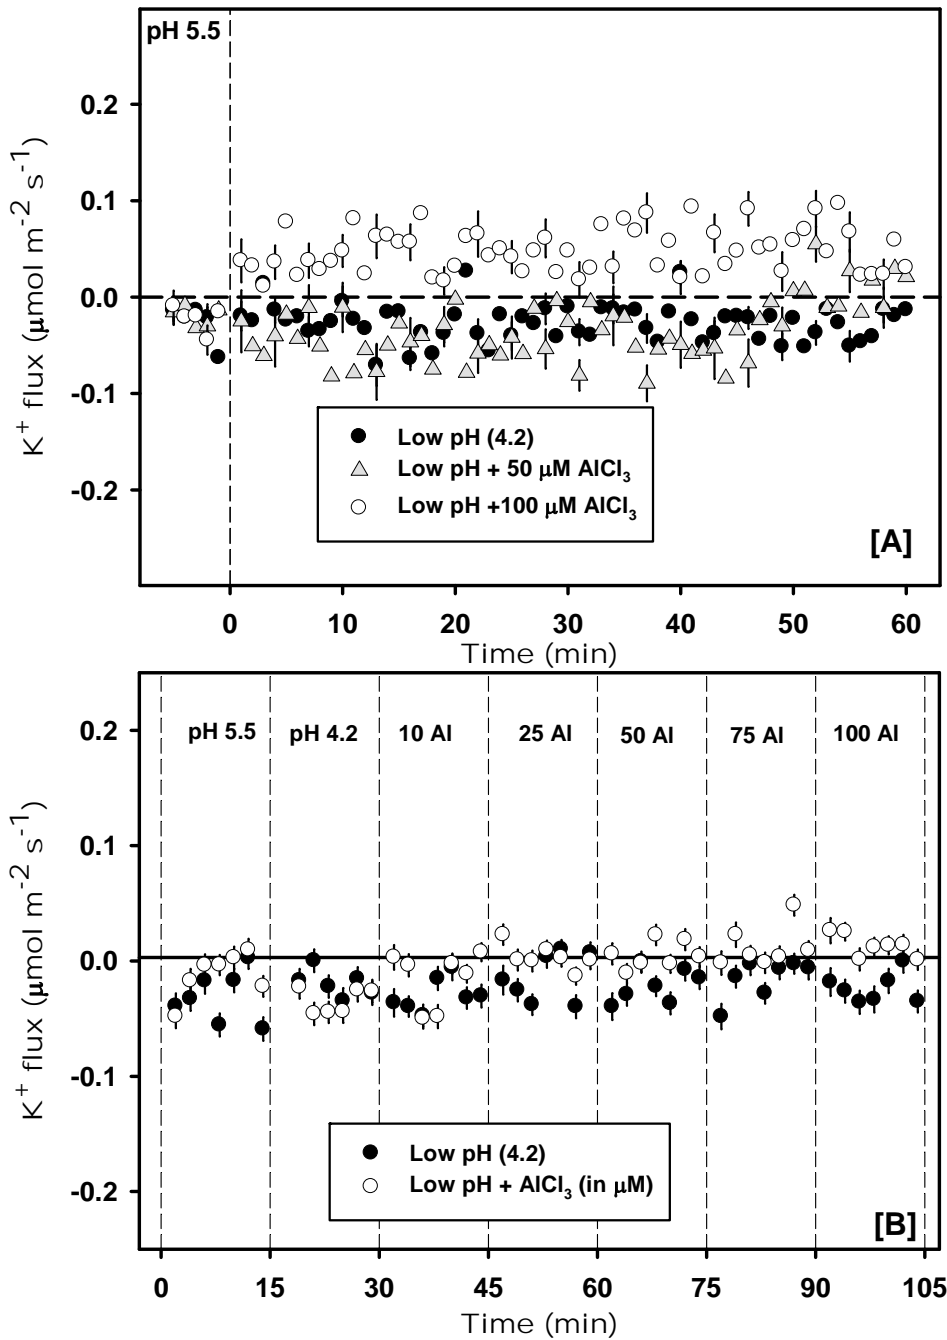 pH 5.5
0.2
0.1
0.0
-0.1
-0.2
K⁺ flux (μmol m⁻² s⁻¹)
Low pH (4.2)
Low pH + 50 μM AlCl₃
Low pH +100 μM AlCl₃
[A]
0 10 20 30 40 50 60
Time (min)
pH 5.5 pH 4.2 10 Al 25 Al 50 Al 75 Al 100 Al
0.2
0.1
0.0
-0.1
-0.2
K⁺ flux (μmol m⁻² s⁻¹)
Low pH (4.2)
Low pH + AlCl₃ (in μM)
[B]
0 15 30 45 60 75 90 105
Time (min)